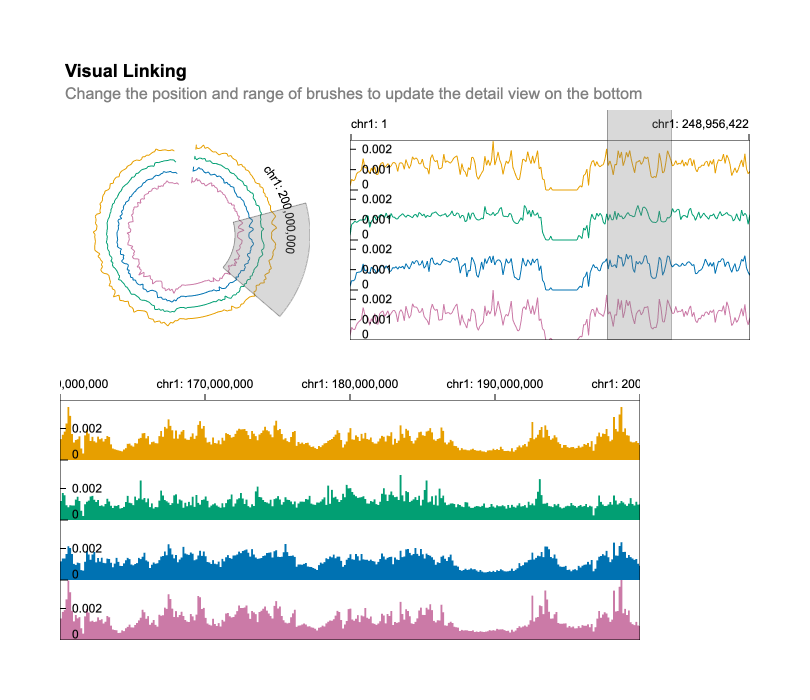 Visual Linking
Change the position and range of brushes to update the detail view on the bottom
chr1: 200,000,000
chr1: 1
chr1: 248,956,422
0.002
0.001
0
0.002
0.001
0
0.002
0.001
0
0.002
0.001
0
0,000,000
chr1: 170,000,000
chr1: 180,000,000
chr1: 190,000,000
chr1: 200
0.002
0
0.002
0
0.002
0
0.002
0